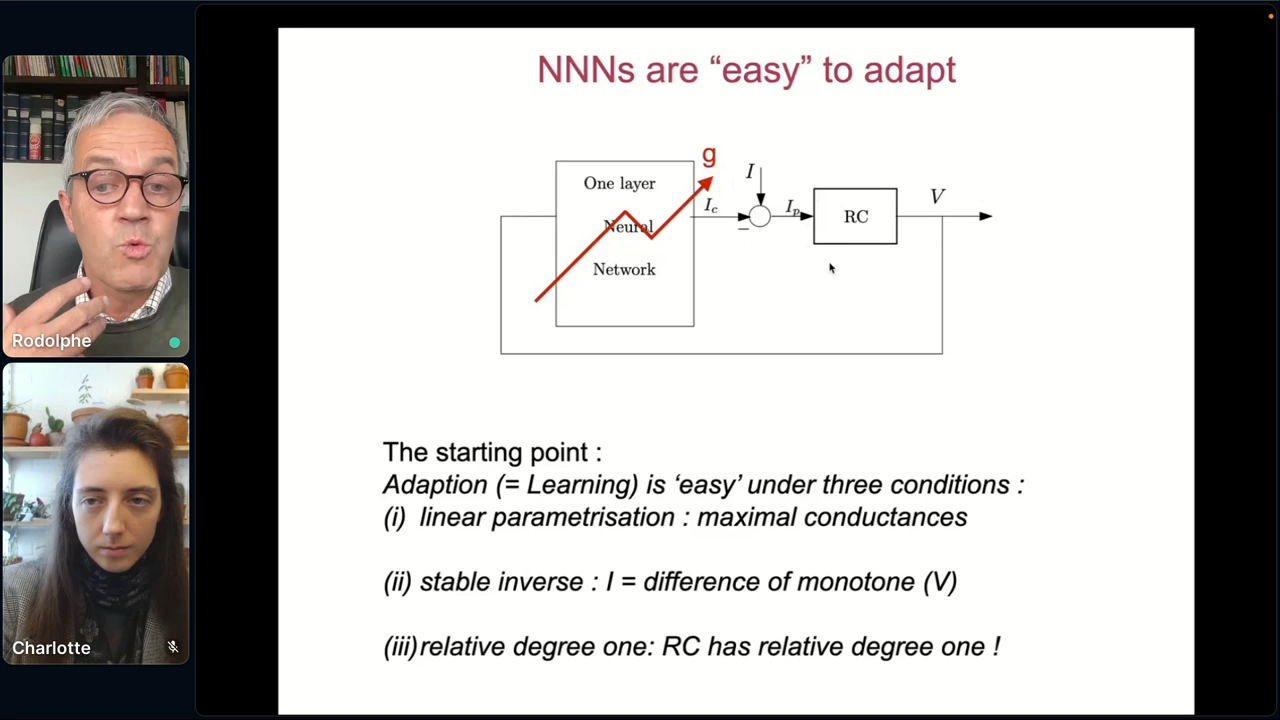 NNNs are “easy” to adapt
g
One layer
Neural
Network
I_c
−
I
I_p
RC
V
The starting point :
Adaption (= Learning) is ‘easy’ under three conditions :
(i) linear parametrisation : maximal conductances
(ii) stable inverse : I = difference of monotone (V)
(iii) relative degree one: RC has relative degree one !
Rodolphe
Charlotte